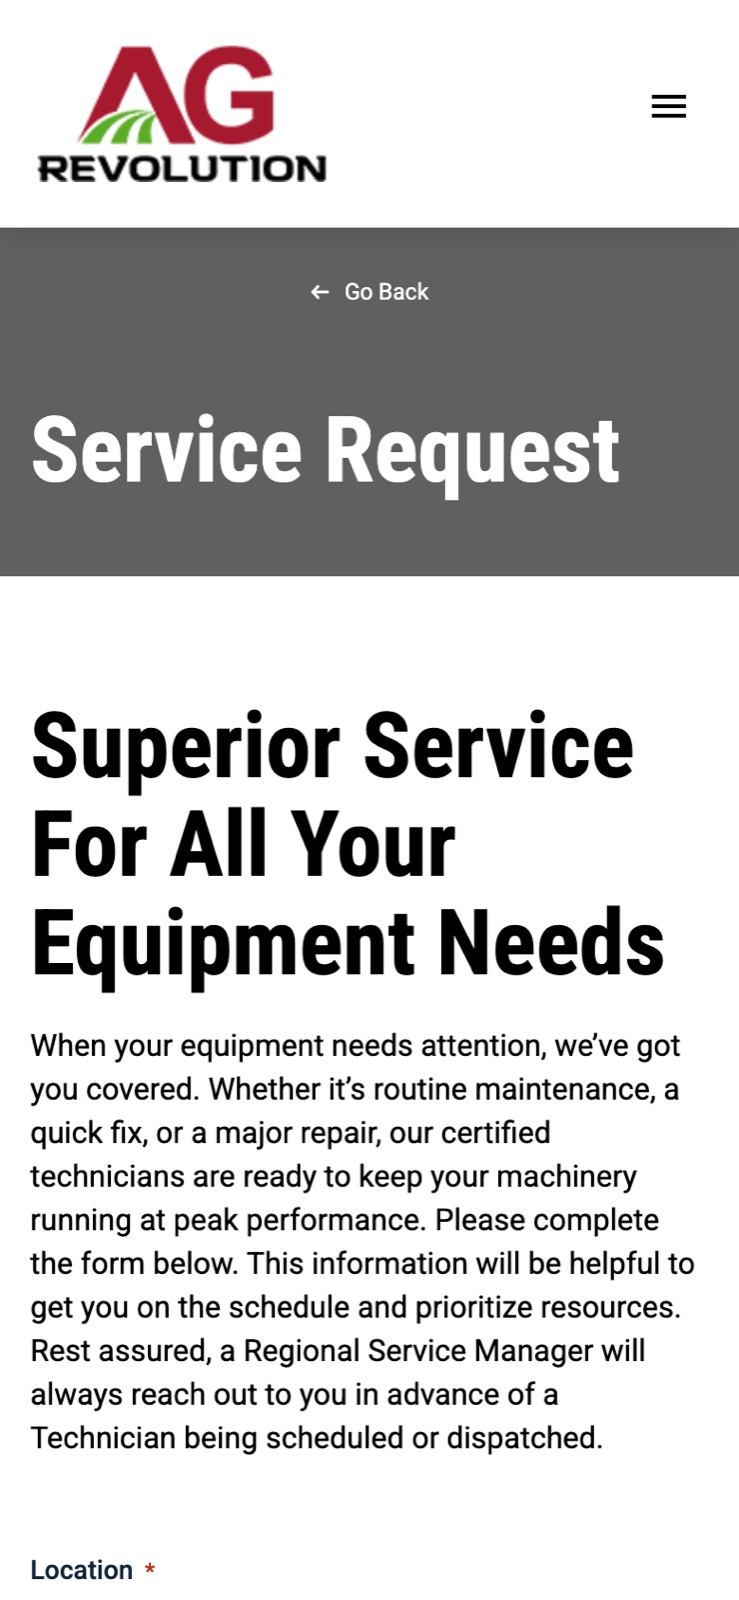 AG
REVOLUTION
← Go Back
Service Request
Superior Service
For All Your
Equipment Needs
When your equipment needs attention, we’ve got
you covered. Whether it’s routine maintenance, a
quick fix, or a major repair, our certified
technicians are ready to keep your machinery
running at peak performance. Please complete
the form below. This information will be helpful to
get you on the schedule and prioritize resources.
Rest assured, a Regional Service Manager will
always reach out to you in advance of a
Technician being scheduled or dispatched.
Location *